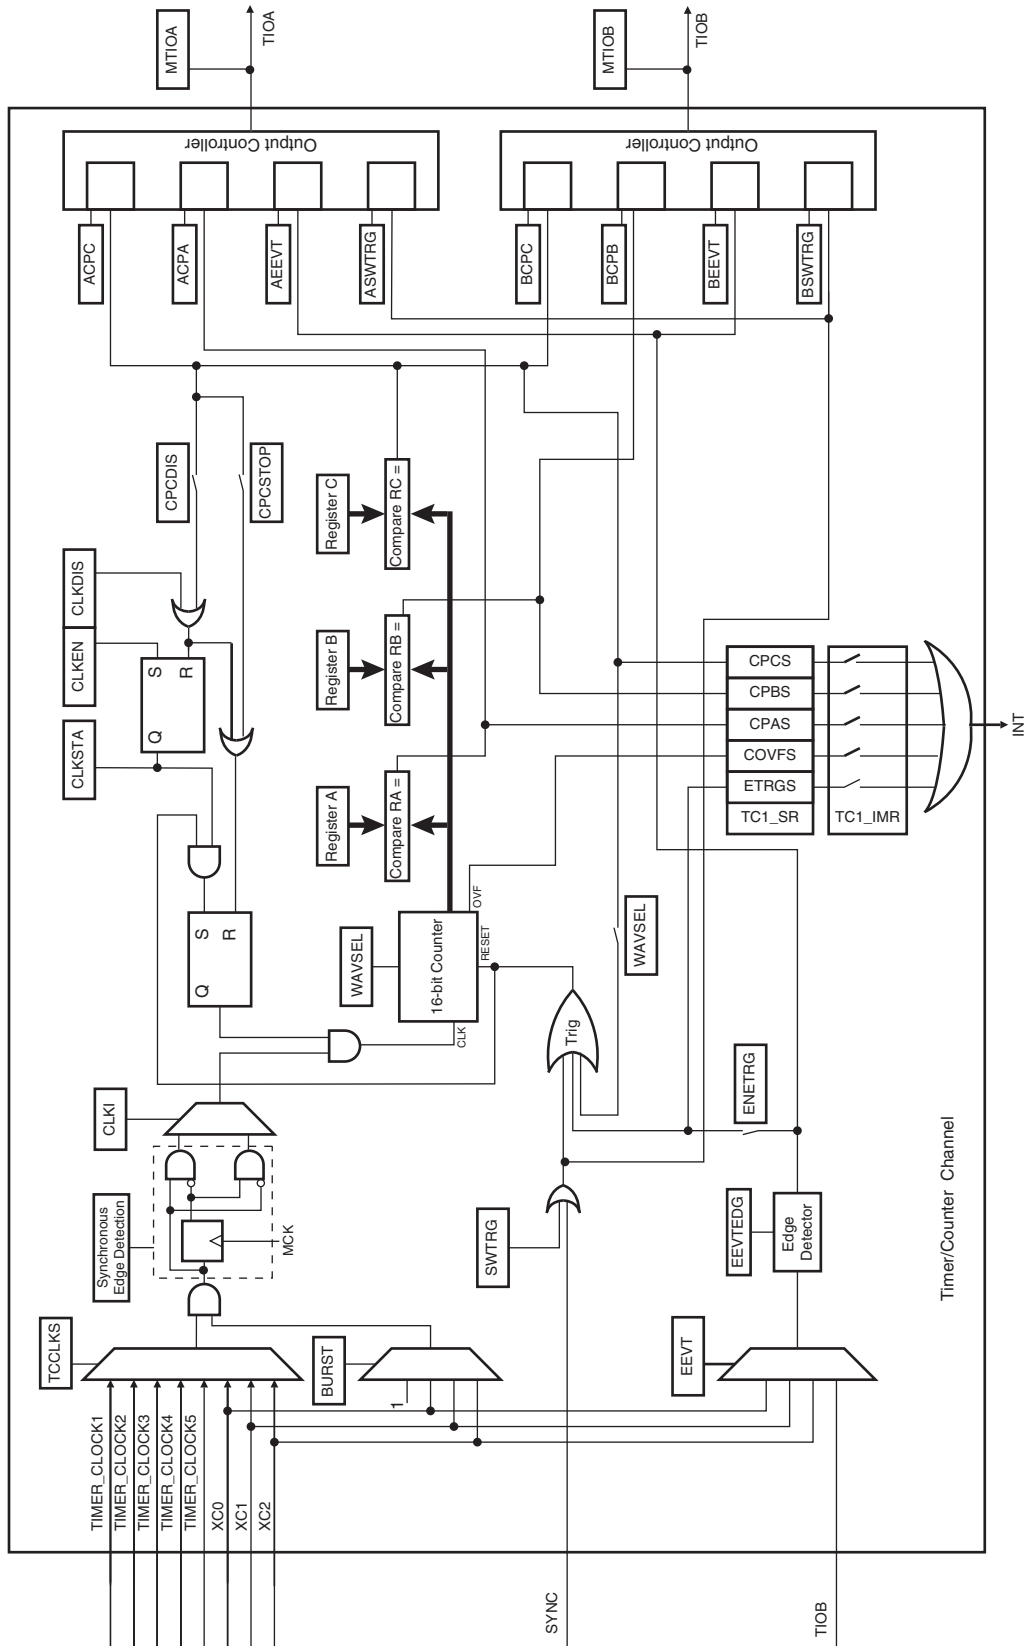 TIMER_CLOCK1
TIMER_CLOCK2
TIMER_CLOCK3
TIMER_CLOCK4
TIMER_CLOCK5
XC0
XC1
XC2
TCCLKS
Synchronous
Edge Detection
CLKI
MCK
BURST
1
SYNC
SWTRG
TIOB
EEVT
EEVTEDG
Edge
Detector
ENETRG
Trig
WAVSEL
WAVSEL
16-bit Counter
CLK
RESET
OVF
Q
S
R
Q
S
R
CLKSTA
CLKEN
CLKDIS
CPCDIS
CPCSTOP
Register A
Register B
Register C
Compare RA =
Compare RB =
Compare RC =
ACPC
ACPA
AEEVT
ASWTRG
Output Controller
MTIOA
TIOA
BCPC
BCPB
BEEVT
BSWTRG
Output Controller
MTIOB
TIOB
CPCS
CPBS
CPAS
COVFS
ETRGS
TC1_SR
TC1_IMR
INT
Timer/Counter Channel